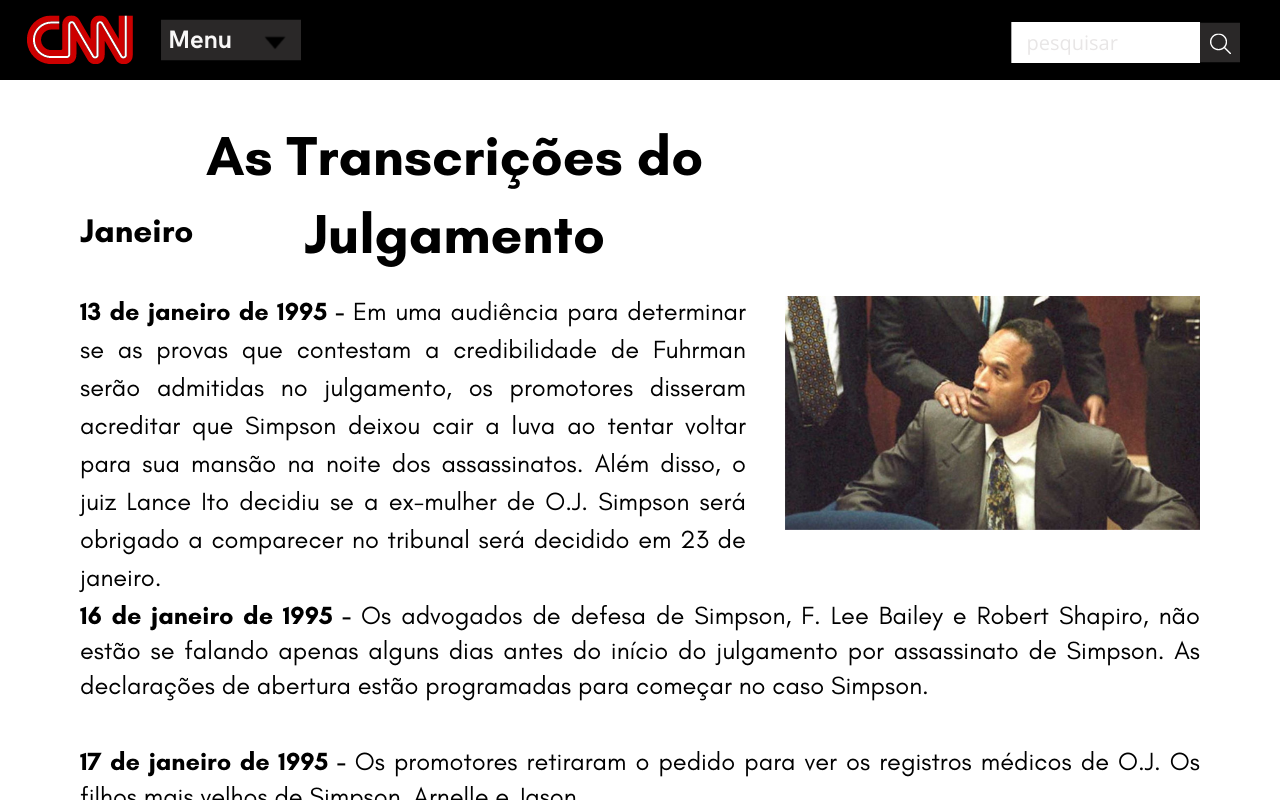 CNN
Menu
pesquisar
As Transcrições do
Julgamento
Janeiro
13 de janeiro de 1995 - Em uma audiência para determinar
se as provas que contestam a credibilidade de Fuhrman
serão admitidas no julgamento, os promotores disseram
acreditar que Simpson deixou cair a luva ao tentar voltar
para sua mansão na noite dos assassinatos. Além disso, o
juiz Lance Ito decidiu se a ex-mulher de O.J. Simpson será
obrigado a comparecer no tribunal será decidido em 23 de
janeiro.
16 de janeiro de 1995 - Os advogados de defesa de Simpson, F. Lee Bailey e Robert Shapiro, não
estão se falando apenas alguns dias antes do início do julgamento por assassinato de Simpson. As
declarações de abertura estão programadas para começar no caso Simpson.
17 de janeiro de 1995 - Os promotores retiraram o pedido para ver os registros médicos de O.J. Os
filhos mais velhos de Simpson, Arnelle e Jason